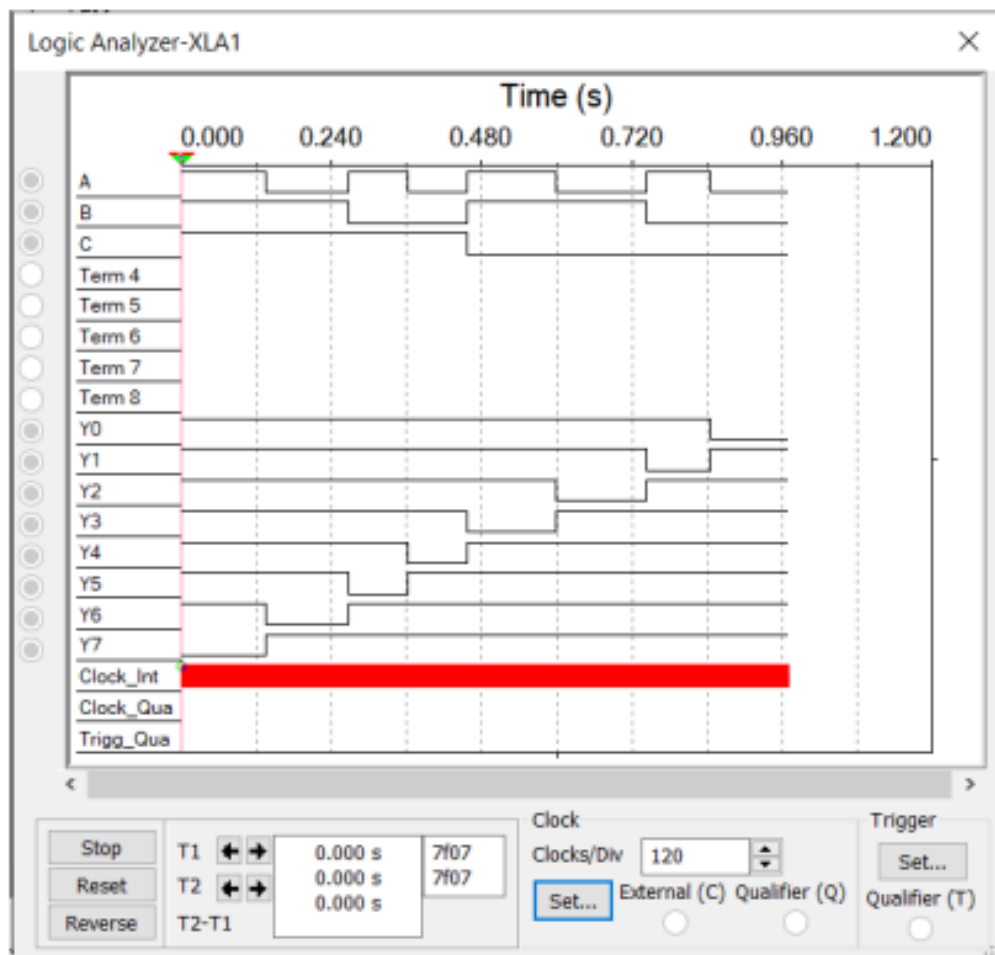 Logic Analyzer-XLA1
Time (s)
0.000 0.240 0.480 0.720 0.960 1.200
A
B
C
Term 4
Term 5
Term 6
Term 7
Term 8
Y0
Y1
Y2
Y3
Y4
Y5
Y6
Y7
Clock_Int
Clock_Qua
Trigg_Qua
Stop
Reset
Reverse
T1
T2
T2-T1
0.000 s
0.000 s
0.000 s
7f07
7f07
Clock
Clocks/Div 120
Set... External (C) Qualifier (Q)
Trigger
Set...
Qualifier (T)